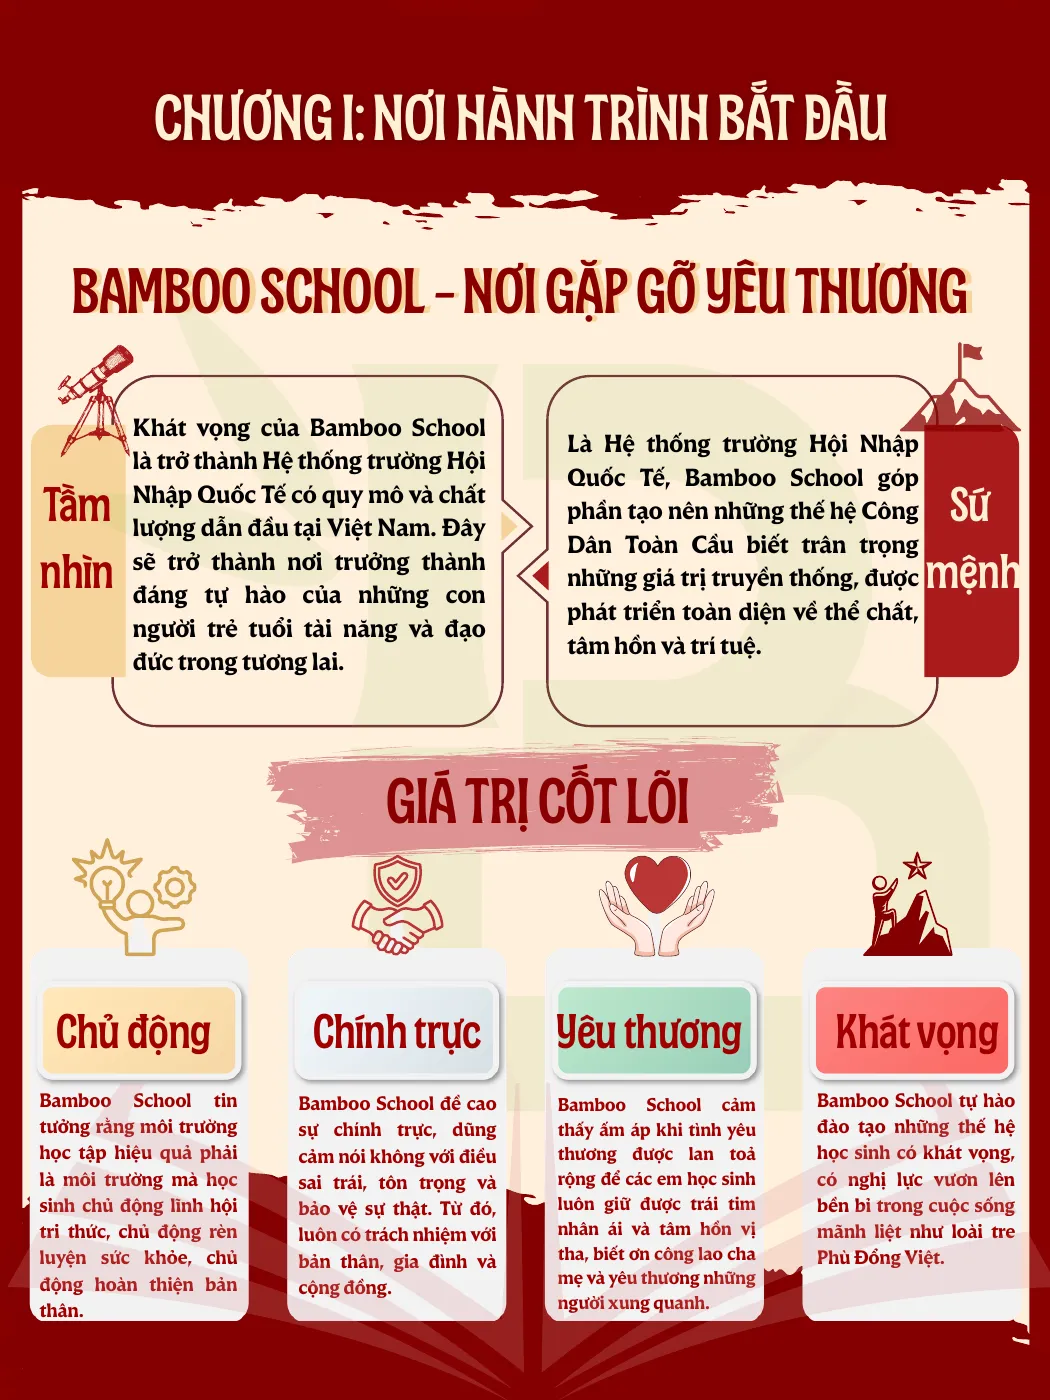 CHƯƠNG I: NƠI HÀNH TRÌNH BẮT ĐẦU
BAMBOO SCHOOL – NƠI GẶP GỠ YÊU THƯƠNG
Tầm
nhìn
Khát vọng của Bamboo School
là trở thành Hệ thống trường Hội
Nhập Quốc Tế có quy mô và chất
lượng dẫn đầu tại Việt Nam. Đây
sẽ trở thành nơi trưởng thành
đáng tự hào của những con
người trẻ tuổi tài năng và đạo
đức trong tương lai.
Là Hệ thống trường Hội Nhập
Quốc Tế, Bamboo School góp
phần tạo nên những thế hệ Công
Dân Toàn Cầu biết trân trọng
những giá trị truyền thống, được
phát triển toàn diện về thể chất,
tâm hồn và trí tuệ.
Sứ
mệnh
GIÁ TRỊ CỐT LÕI
Chủ động
Bamboo School tin
tưởng rằng môi trường
học tập hiệu quả phải
là môi trường mà học
sinh chủ động lĩnh hội
tri thức, chủ động rèn
luyện sức khỏe, chủ
động hoàn thiện bản
thân.
Chính trực
Bamboo School đề cao
sự chính trực, dũng
cảm nói không với điều
sai trái, tôn trọng và
bảo vệ sự thật. Từ đó,
luôn có trách nhiệm với
bản thân, gia đình và
cộng đồng.
Yêu thương
Bamboo School cảm
thấy ấm áp khi tình yêu
thương được lan toả
rộng để các em học sinh
luôn giữ được trái tim
nhân ái và tâm hồn vị
tha, biết ơn công lao cha
mẹ và yêu thương những
người xung quanh.
Khát vọng
Bamboo School tự hào
đào tạo những thế hệ
học sinh có khát vọng,
có nghị lực vươn lên
bền bỉ trong cuộc sống
mãnh liệt như loài tre
Phù Đổng Việt.